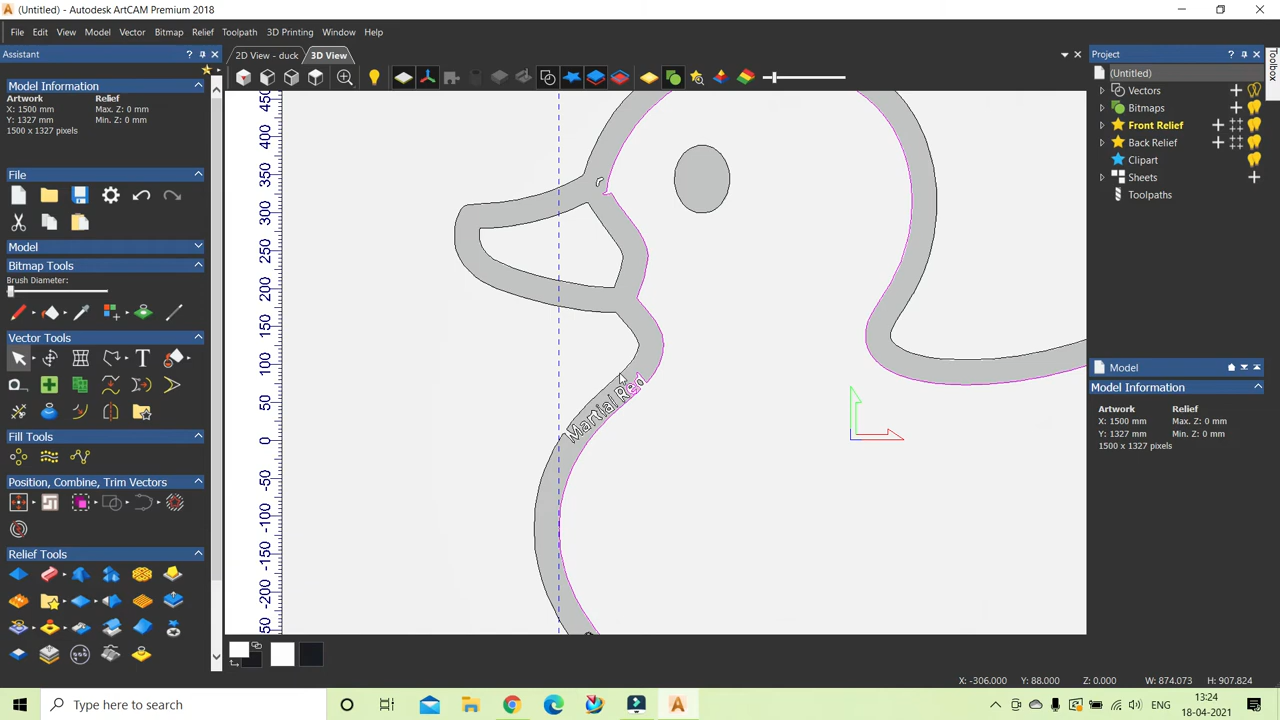 (Untitled) - Autodesk ArtCAM Premium 2018
File Edit View Model Vector Bitmap Relief Toolpath 3D Printing Window Help
Assistant
2D View - duck
3D View
Project
Toolbox
Model Information
Artwork
Relief
X: 1500 mm
Max. Z: 0 mm
Y: 1327 mm
Min. Z: 0 mm
1500 x 1327 pixels
File
Model
Bitmap Tools
Brush Diameter:
Vector Tools
Fill Tools
Position, Combine, Trim Vectors
Relief Tools
450
400
350
300
250
200
150
100
50
0
-50
-100
-150
-200
50
MartialRed
(Untitled)
Vectors
Bitmaps
Front Relief
Back Relief
Clipart
Sheets
Toolpaths
Model
Model Information
Artwork
Relief
X: 1500 mm
Max. Z: 0 mm
Y: 1327 mm
Min. Z: 0 mm
1500 x 1327 pixels
X: -306.000 Y: 88.000 Z: 0.000 W: 874.073 H: 907.824
Type here to search
ENG
13:24
18-04-2021